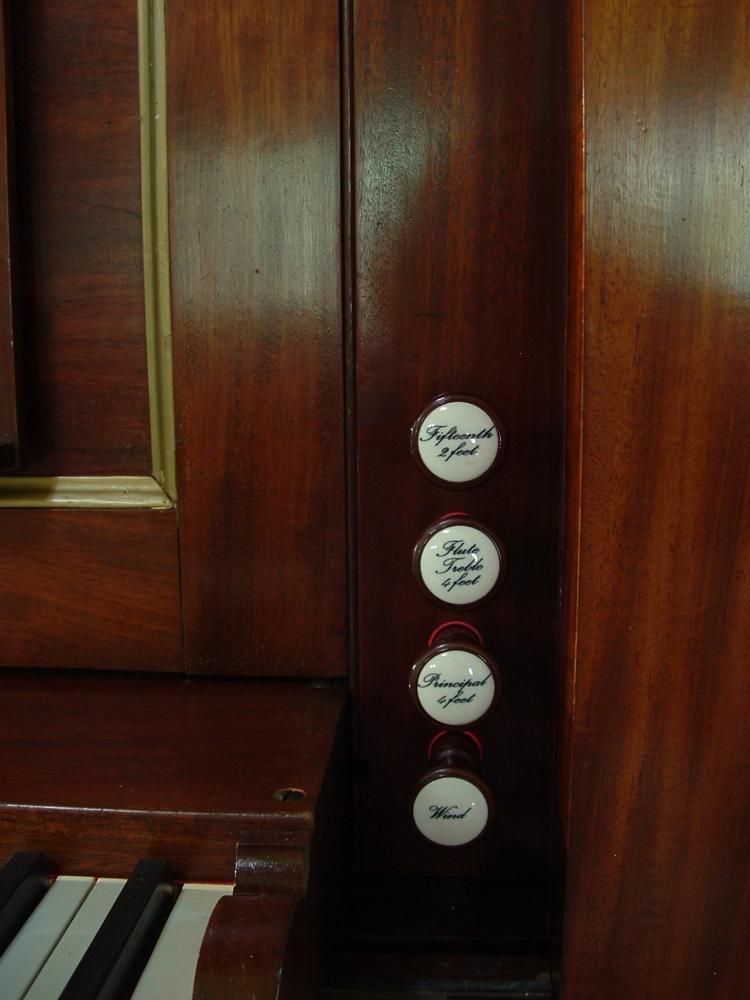 Fifteenth
2 feet
Flute
Treble
4 feet
Principal
4 feet
Wind